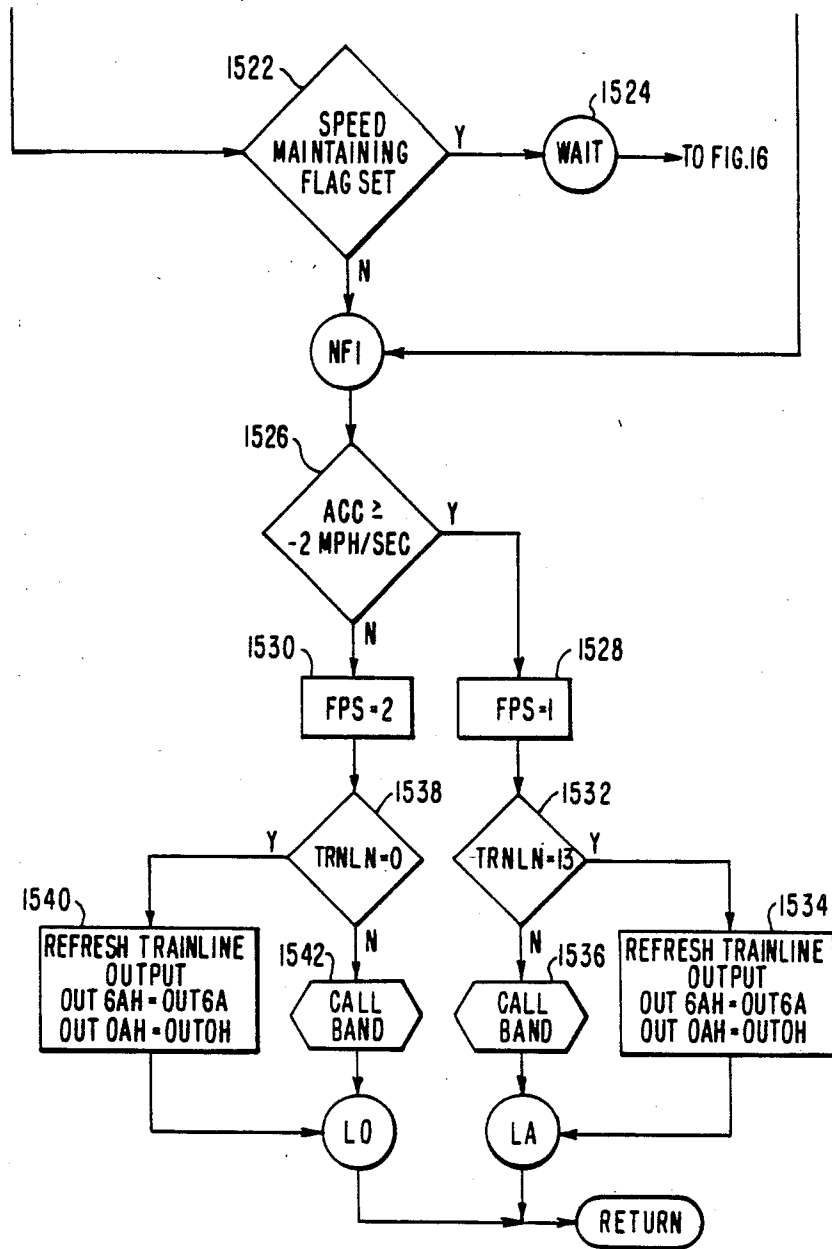 1522
SPEED
MAINTAINING
FLAG SET
Y
1524
WAIT
TO FIG.16
N
NF1
1526
ACC ≥
-2 MPH/SEC
Y
N
1530
FPS=2
1528
FPS=1
1538
TRNLN=0
Y
N
1532
TRNLN=13
Y
N
1540
REFRESH TRAINLINE
OUTPUT
OUT 6AH=OUT6A
OUT 0AH=OUT0H
1542
CALL
BAND
1536
CALL
BAND
1534
REFRESH TRAINLINE
OUTPUT
OUT 6AH=OUT6A
OUT 0AH=OUT0H
LO
LA
RETURN